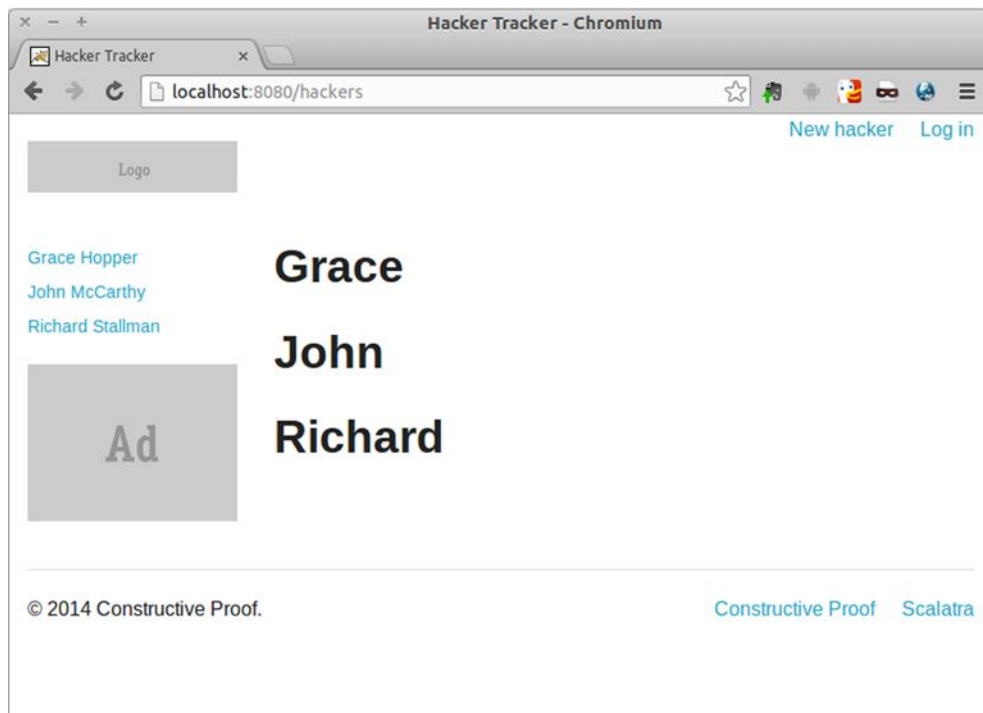 Hacker Tracker - Chromium
Hacker Tracker
localhost:8080/hackers
New hacker Log in
Logo
Grace Hopper
John McCarthy
Richard Stallman
Ad
Grace
John
Richard
© 2014 Constructive Proof.
Constructive Proof Scalatra